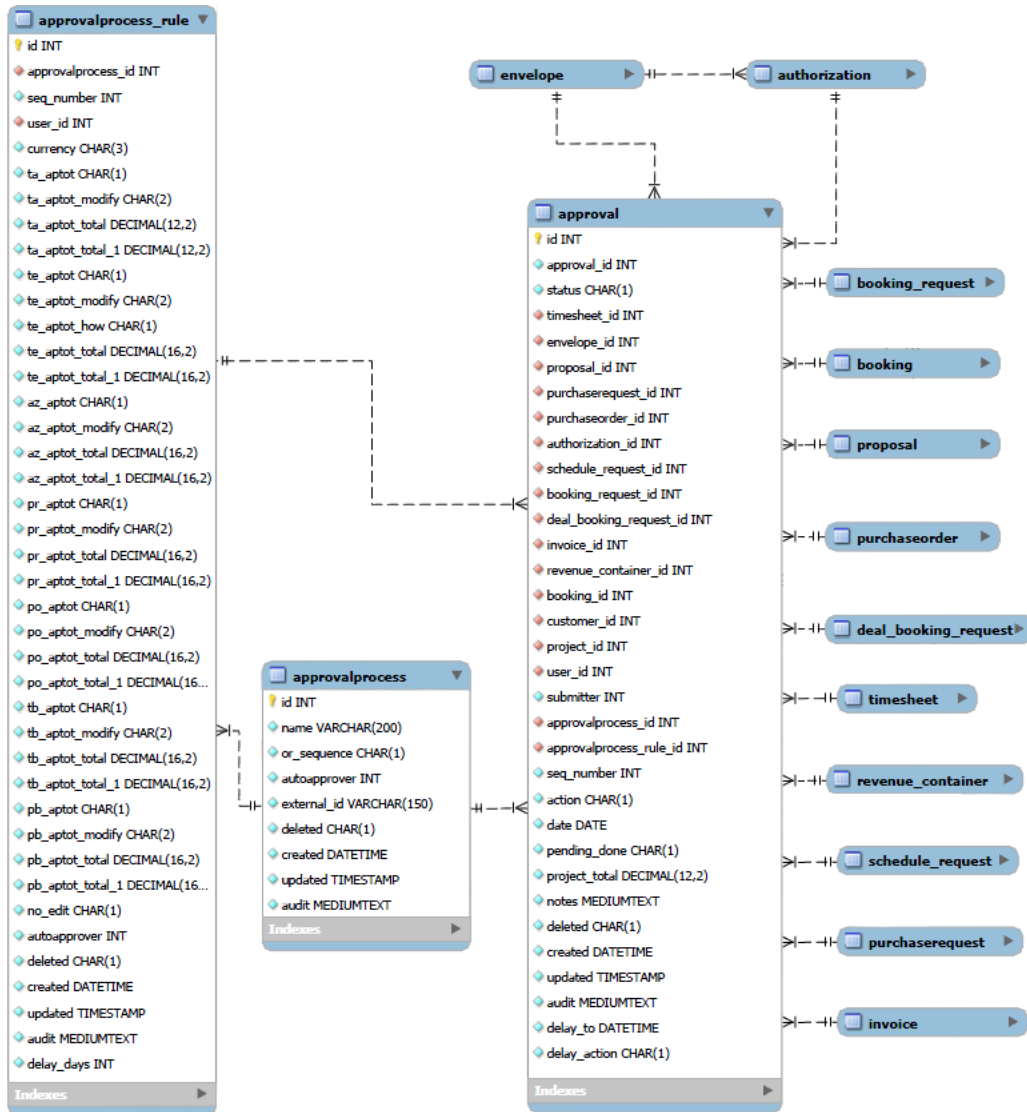 approvalprocess_rule
id INT
approvalprocess_id INT
seq_number INT
user_id INT
currency CHAR(3)
ta_aptot CHAR(1)
ta_aptot_modify CHAR(2)
ta_aptot_total DECIMAL(12,2)
ta_aptot_total_1 DECIMAL(12,2)
te_aptot CHAR(1)
te_aptot_modify CHAR(2)
te_aptot_how CHAR(1)
te_aptot_total DECIMAL(16,2)
te_aptot_total_1 DECIMAL(16,2)
az_aptot CHAR(1)
az_aptot_modify CHAR(2)
az_aptot_total DECIMAL(16,2)
az_aptot_total_1 DECIMAL(16,2)
pr_aptot CHAR(1)
pr_aptot_modify CHAR(2)
pr_aptot_total DECIMAL(16,2)
pr_aptot_total_1 DECIMAL(16,2)
po_aptot CHAR(1)
po_aptot_modify CHAR(2)
po_aptot_total DECIMAL(16,2)
po_aptot_total_1 DECIMAL(16...
tb_aptot CHAR(1)
tb_aptot_modify CHAR(2)
tb_aptot_total DECIMAL(16,2)
tb_aptot_total_1 DECIMAL(16,2)
pb_aptot CHAR(1)
pb_aptot_modify CHAR(2)
pb_aptot_total DECIMAL(16,2)
pb_aptot_total_1 DECIMAL(16...
no_edit CHAR(1)
autoapprover INT
deleted CHAR(1)
created DATETIME
updated TIMESTAMP
audit MEDIUMTEXT
delay_days INT
Indexes
approvalprocess
id INT
name VARCHAR(200)
or_sequence CHAR(1)
autoapprover INT
external_id VARCHAR(150)
deleted CHAR(1)
created DATETIME
updated TIMESTAMP
audit MEDIUMTEXT
Indexes
envelope
authorization
approval
id INT
approval_id INT
status CHAR(1)
timesheet_id INT
envelope_id INT
proposal_id INT
purchaserequest_id INT
purchaseorder_id INT
authorization_id INT
schedule_request_id INT
booking_request_id INT
deal_booking_request_id INT
invoice_id INT
revenue_container_id INT
booking_id INT
customer_id INT
project_id INT
user_id INT
submitter INT
approvalprocess_id INT
approvalprocess_rule_id INT
seq_number INT
action CHAR(1)
date DATE
pending_done CHAR(1)
project_total DECIMAL(12,2)
notes MEDIUMTEXT
deleted CHAR(1)
created DATETIME
updated TIMESTAMP
audit MEDIUMTEXT
delay_to DATETIME
delay_action CHAR(1)
Indexes
booking_request
booking
proposal
purchaseorder
deal_booking_request
timesheet
revenue_container
schedule_request
purchaserequest
invoice